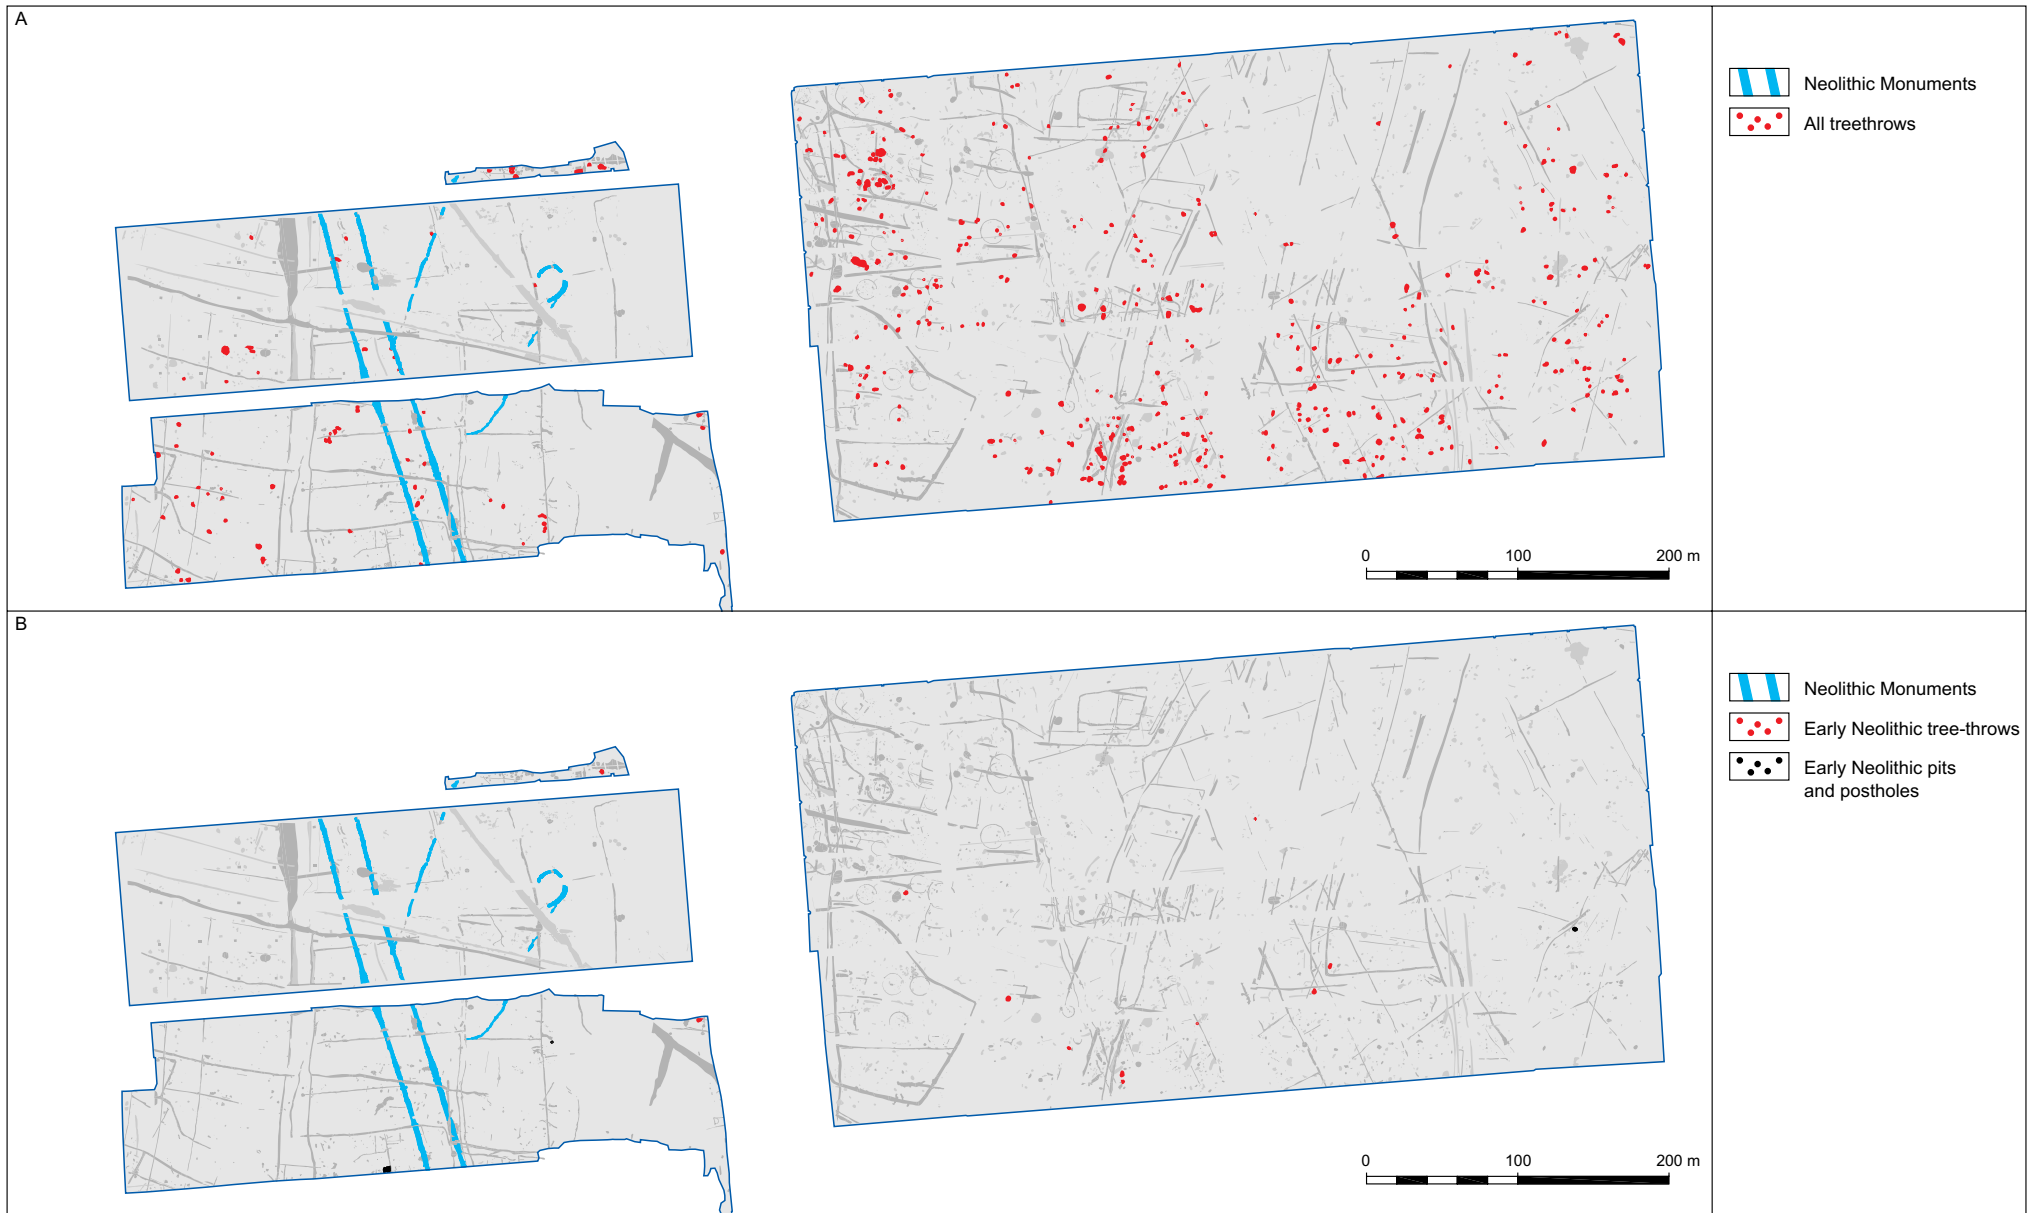 A
Neolithic Monuments
All treethrows
0 100 200 m
B
Neolithic Monuments
Early Neolithic tree-throws
Early Neolithic pits
and postholes
0 100 200 m